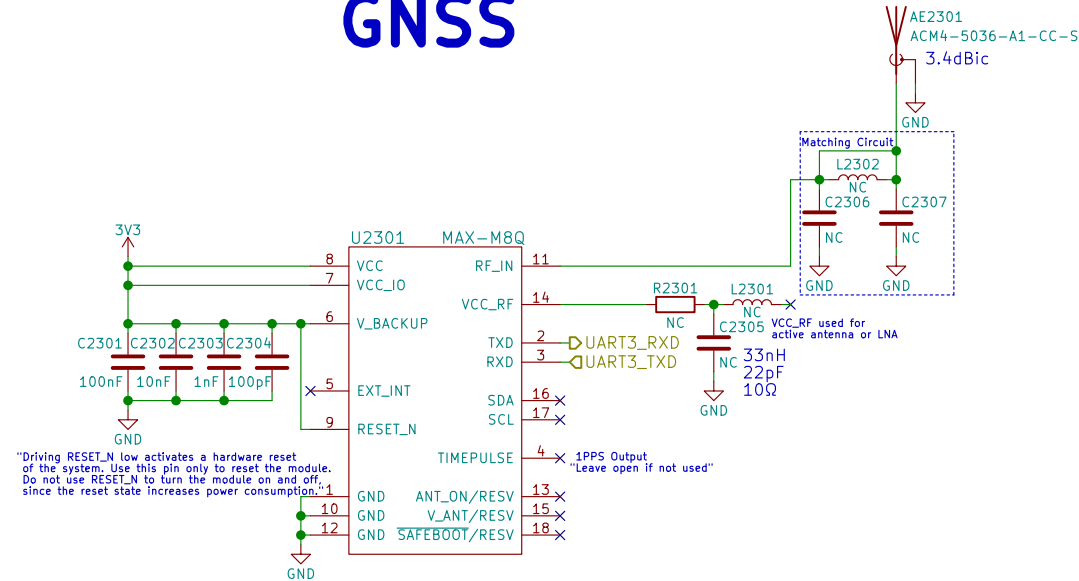 GNSS
AE2301
ACM4-5036-A1-CC-S
3.4dBic
GND
Matching Circuit
L2302
NC
C2306
C2307
NC
NC
GND
GND
3V3
U2301
MAX-M8Q
8
VCC
7
VCC_IO
6
V_BACKUP
5
EXT_INT
9
RESET_N
1
GND
10
GND
12
GND
RF_IN
11
VCC_RF
14
TXD
2
RXD
3
SDA
16
SCL
17
TIMEPULSE
4
ANT_ON/RESV
13
V_ANT/RESV
15
SAFEBOOT/RESV
18
R2301
NC
L2301
NC
VCC_RF used for
active antenna or LNA
C2305
NC
33nH
22pF
10Ω
GND
UART3_RXD
UART3_TXD
C2301
C2302
C2303
C2304
100nF
10nF
1nF
100pF
GND
1PPS Output
"Leave open if not used"
"Driving RESET_N low activates a hardware reset
of the system. Use this pin only to reset the module.
Do not use RESET_N to turn the module on and off,
since the reset state increases power consumption."
GND